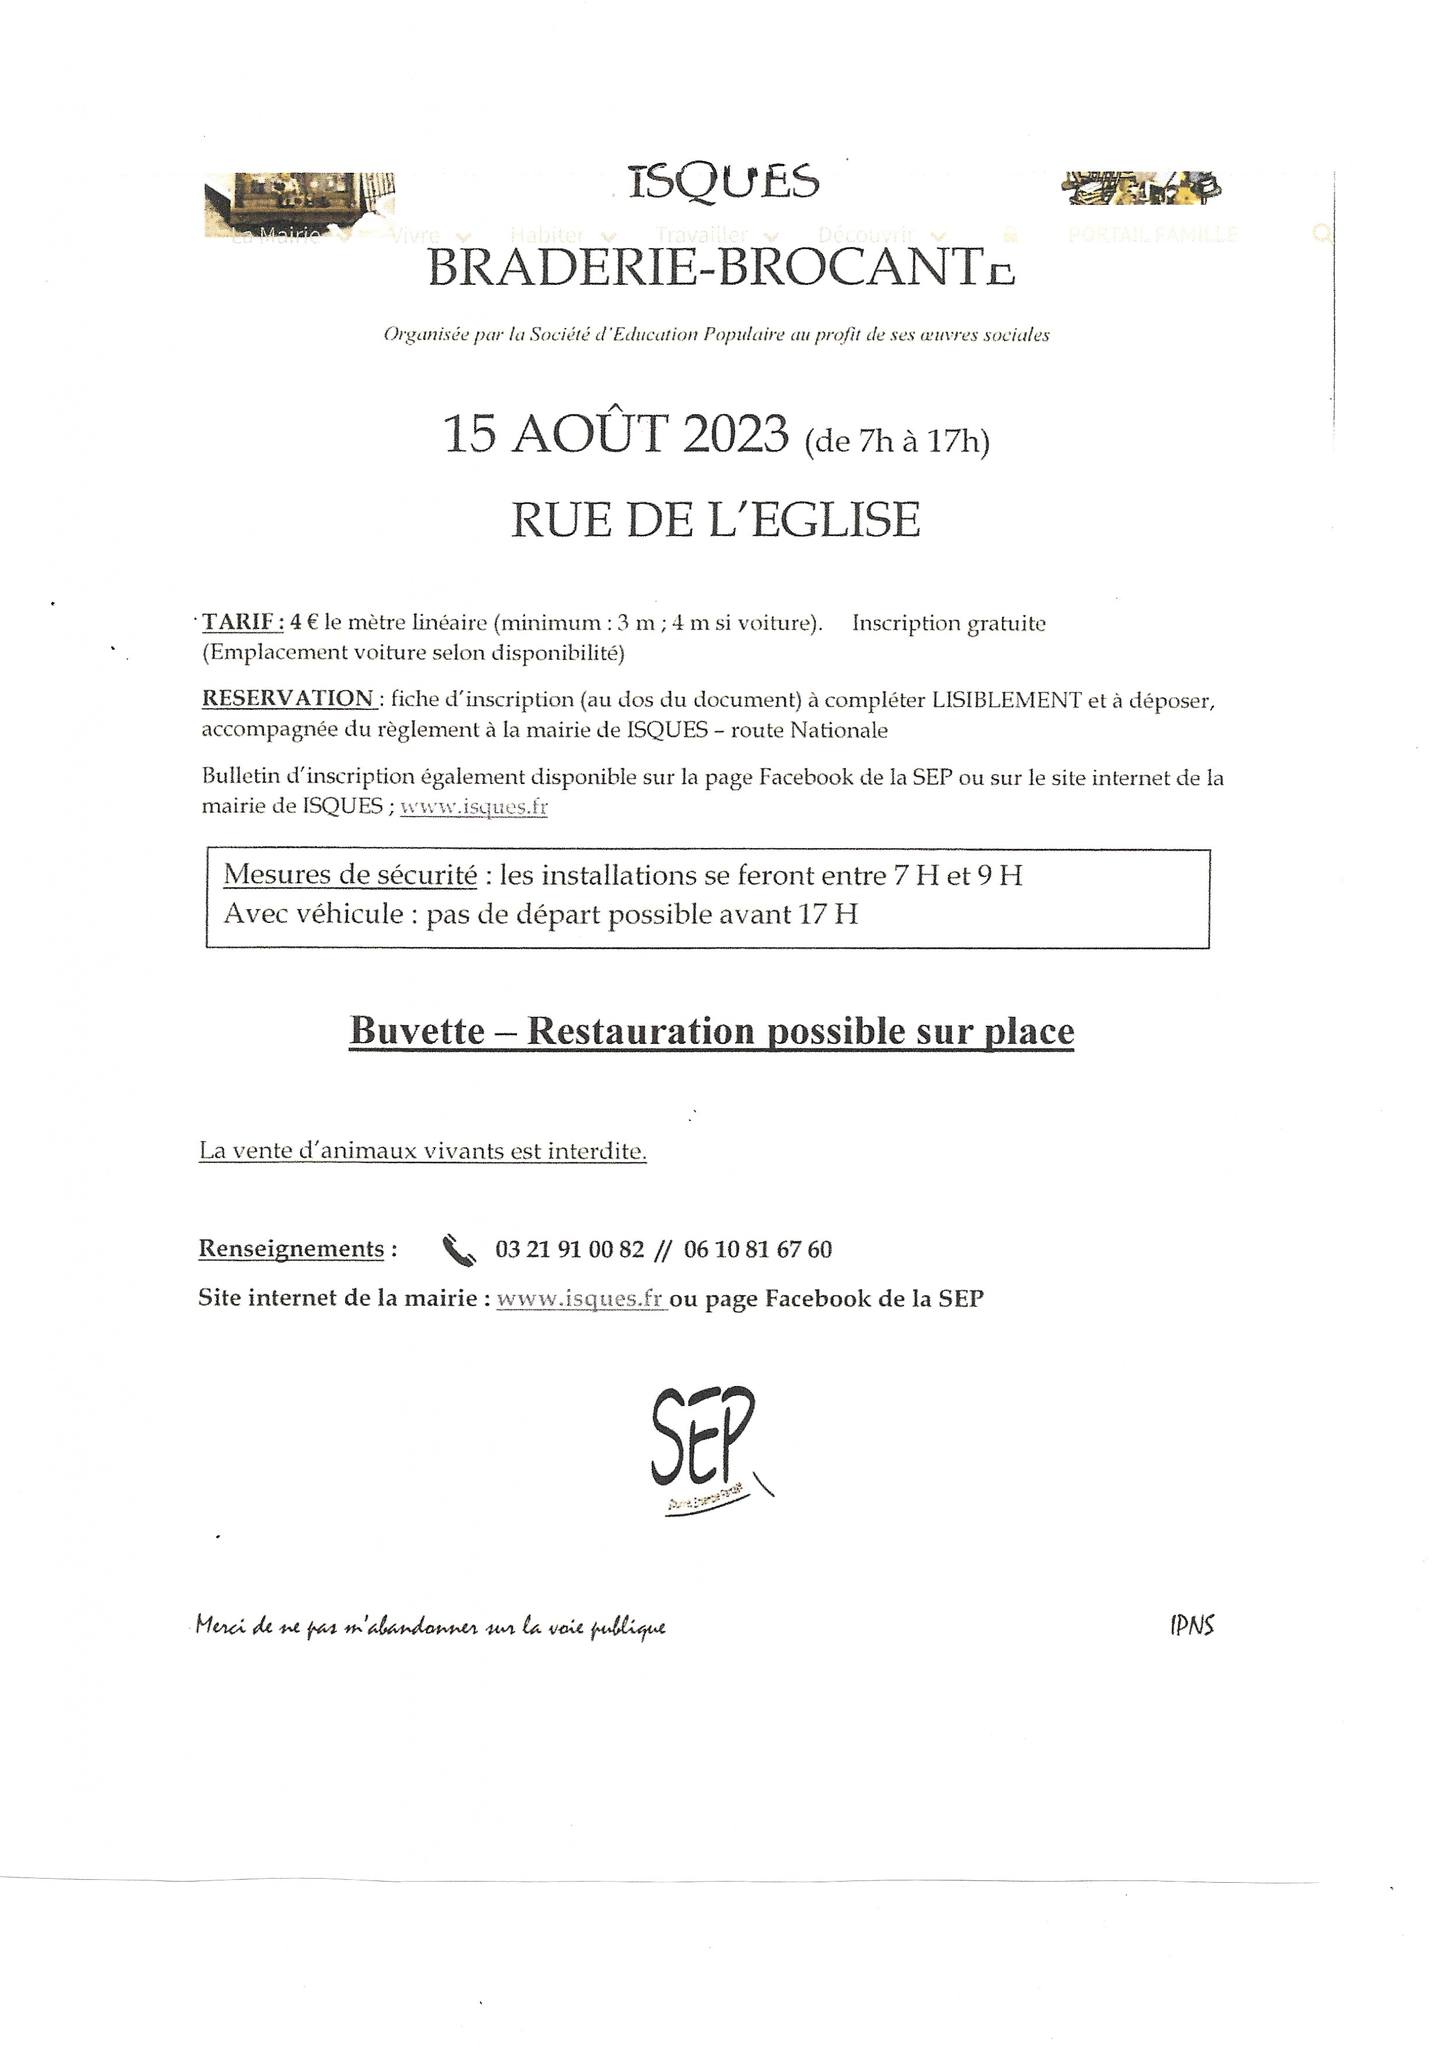 ISQUES
La Mairie Vivre Habiter Travailler Découvrir PORTAIL FAMILLE
BRADERIE-BROCANTE
Organisée par la Société d'Education Populaire au profit de ses œuvres sociales
15 AOÛT 2023 (de 7h à 17h)
RUE DE L'EGLISE
TARIF : 4 € le mètre linéaire (minimum : 3 m ; 4 m si voiture). Inscription gratuite
(Emplacement voiture selon disponibilité)
RESERVATION : fiche d'inscription (au dos du document) à compléter LISIBLEMENT et à déposer,
accompagnée du règlement à la mairie de ISQUES – route Nationale
Bulletin d'inscription également disponible sur la page Facebook de la SEP ou sur le site internet de la
mairie de ISQUES ; www.isques.fr
Mesures de sécurité : les installations se feront entre 7 H et 9 H
Avec véhicule : pas de départ possible avant 17 H
Buvette – Restauration possible sur place
La vente d'animaux vivants est interdite.
Renseignements : 03 21 91 00 82 // 06 10 81 67 60
Site internet de la mairie : www.isques.fr ou page Facebook de la SEP
SEP
Merci de ne pas m'abandonner sur la voie publique IPNS